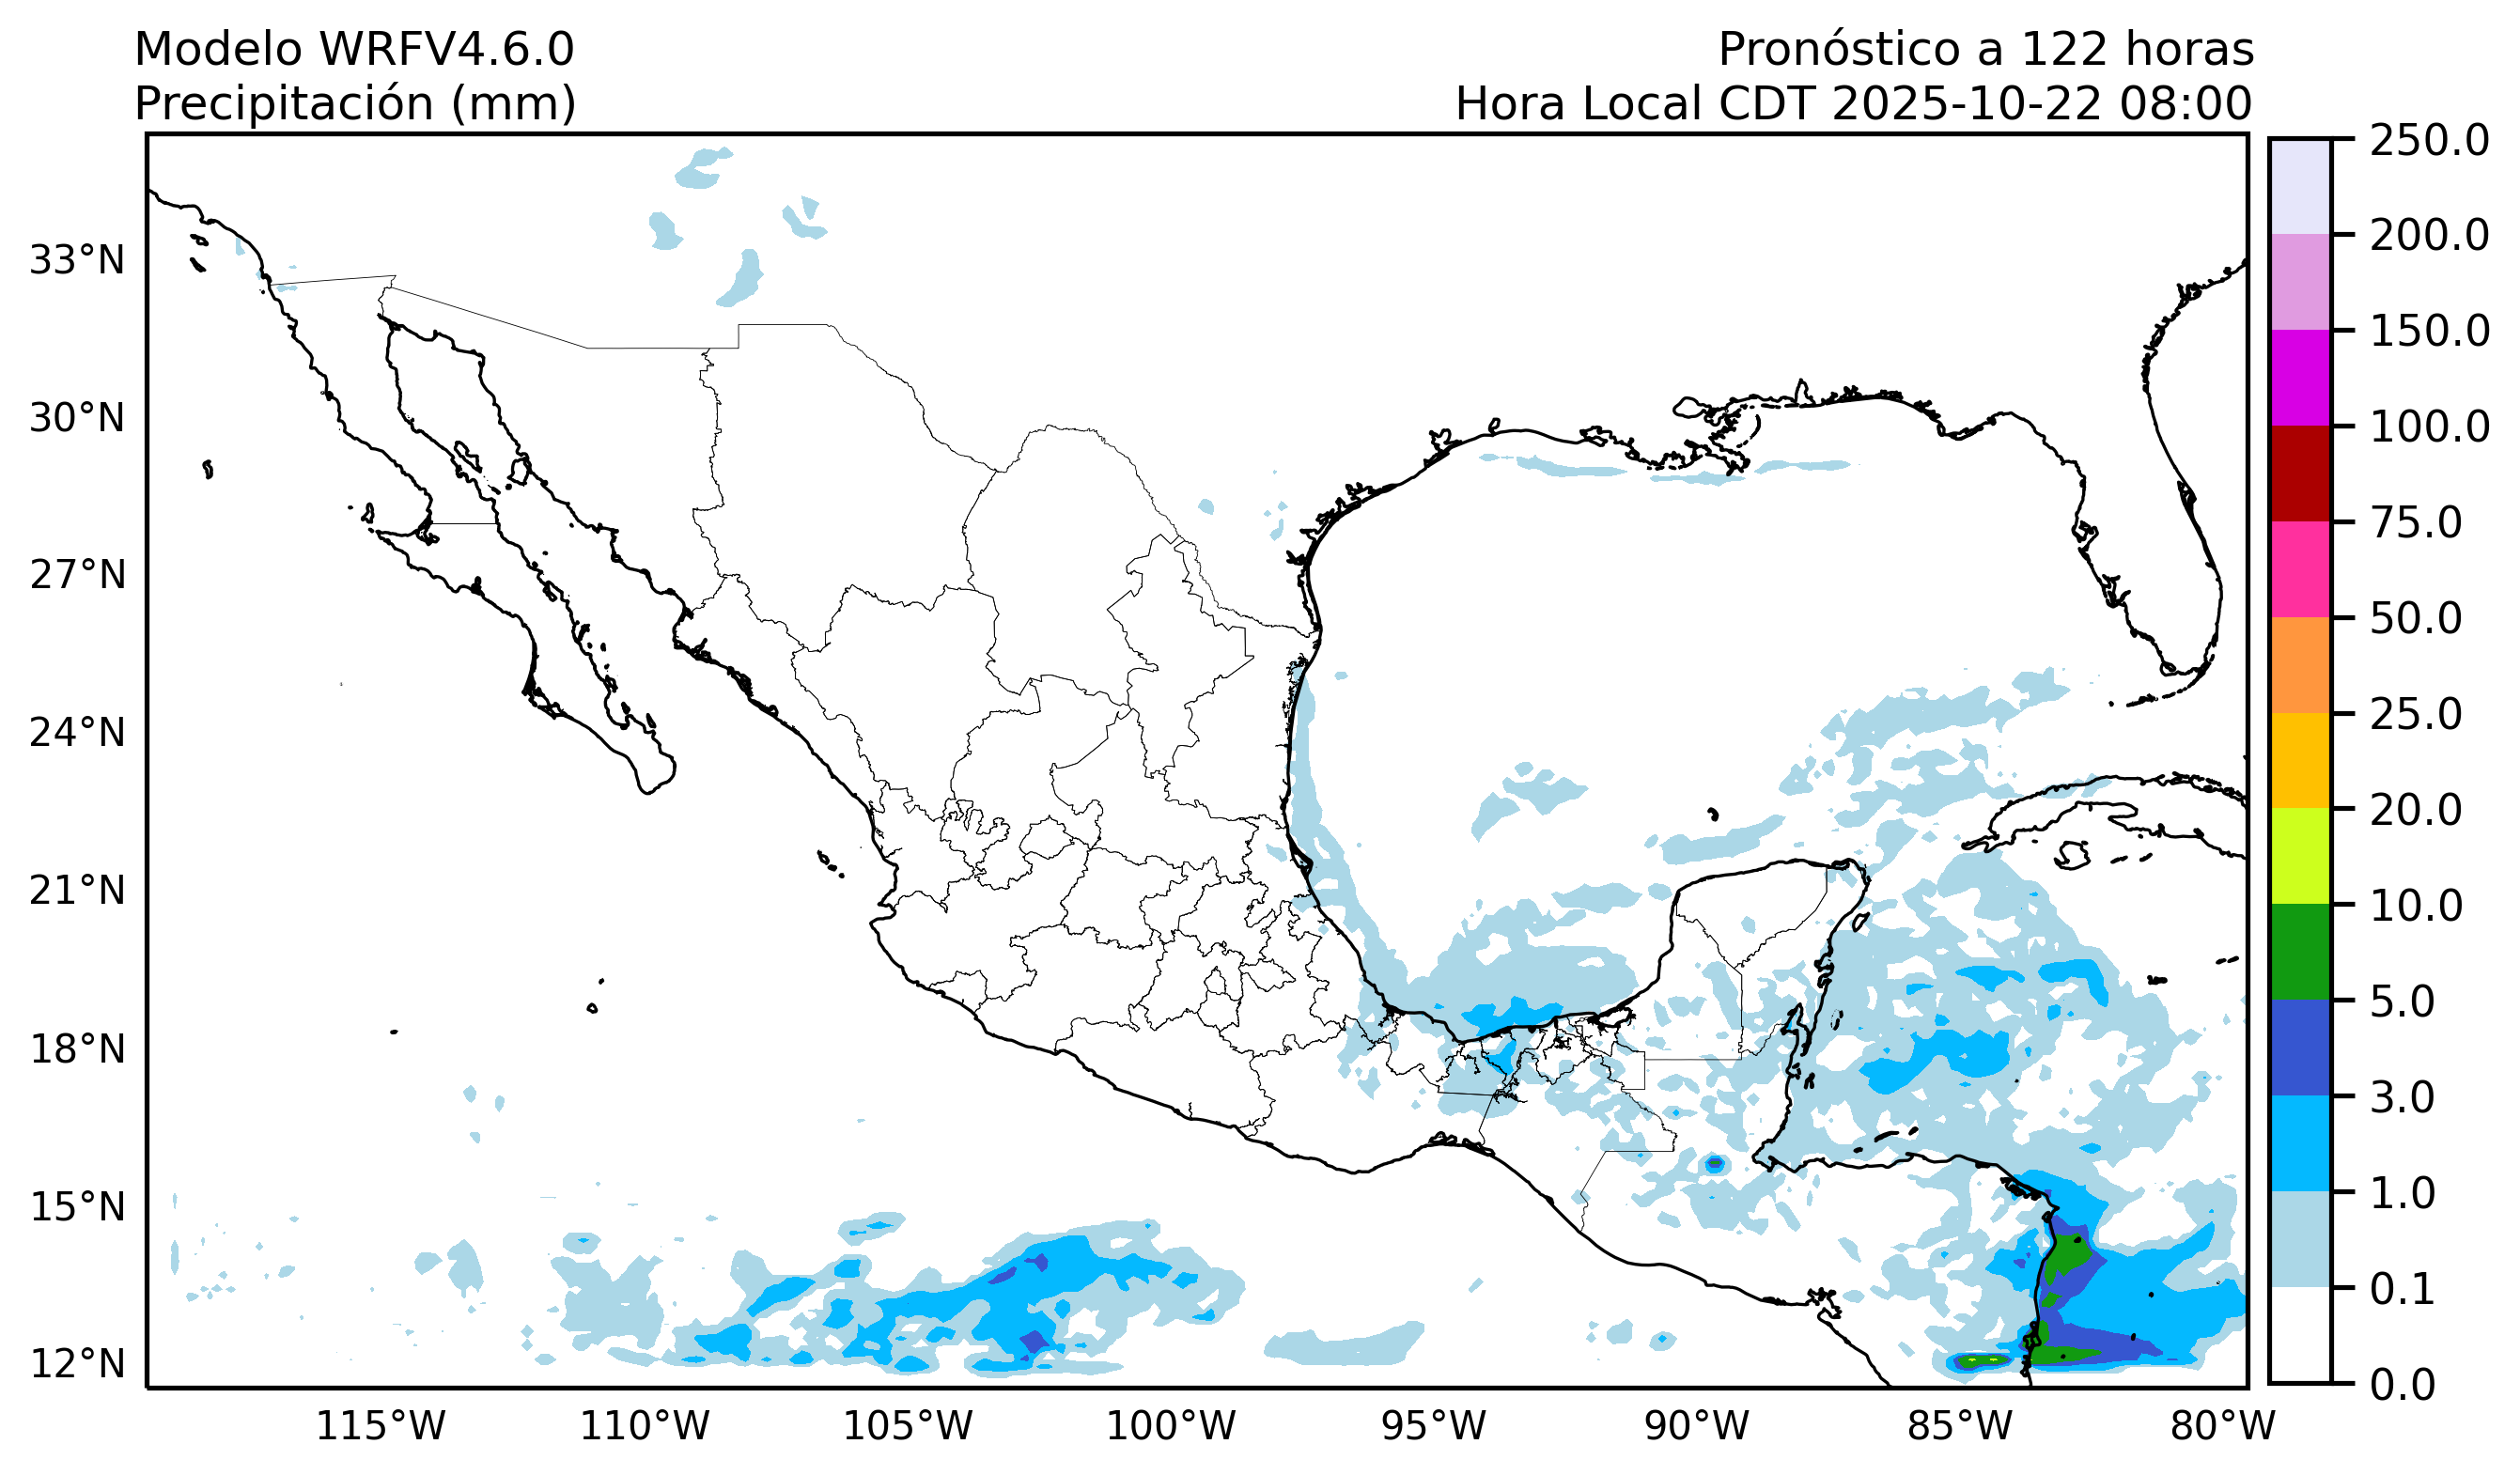 Modelo WRFV4.6.0
Precipitación (mm)
Pronóstico a 122 horas
Hora Local CDT 2025-10-22 08:00
33°N
30°N
27°N
24°N
21°N
18°N
15°N
12°N
115°W
110°W
105°W
100°W
95°W
90°W
85°W
80°W
250.0
200.0
150.0
100.0
75.0
50.0
25.0
20.0
10.0
5.0
3.0
1.0
0.1
0.0